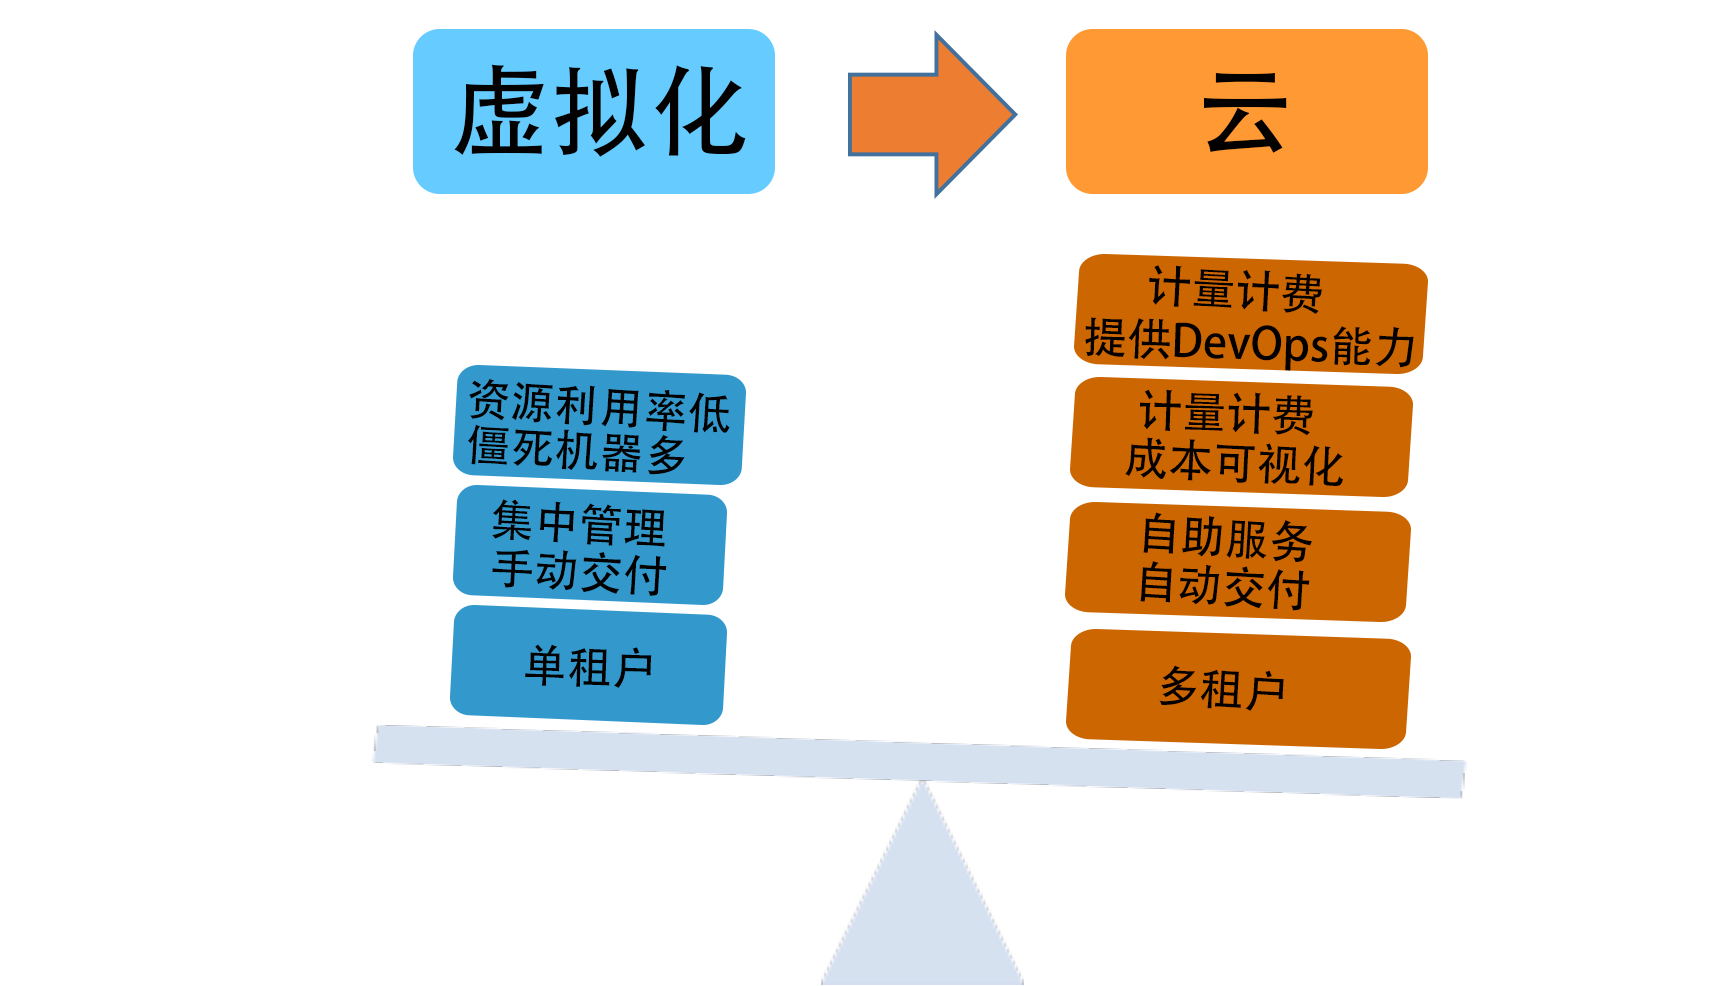 虚拟化
云
资源利用率低
僵死机器多
集中管理
手动交付
单租户
计量计费
提供DevOps能力
计量计费
成本可视化
自助服务
自动交付
多租户